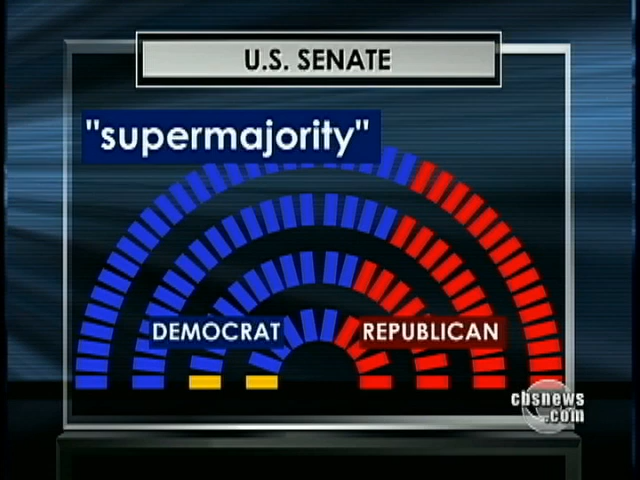 U.S. SENATE
"supermajority"
DEMOCRAT
REPUBLICAN
cbsnews
.com